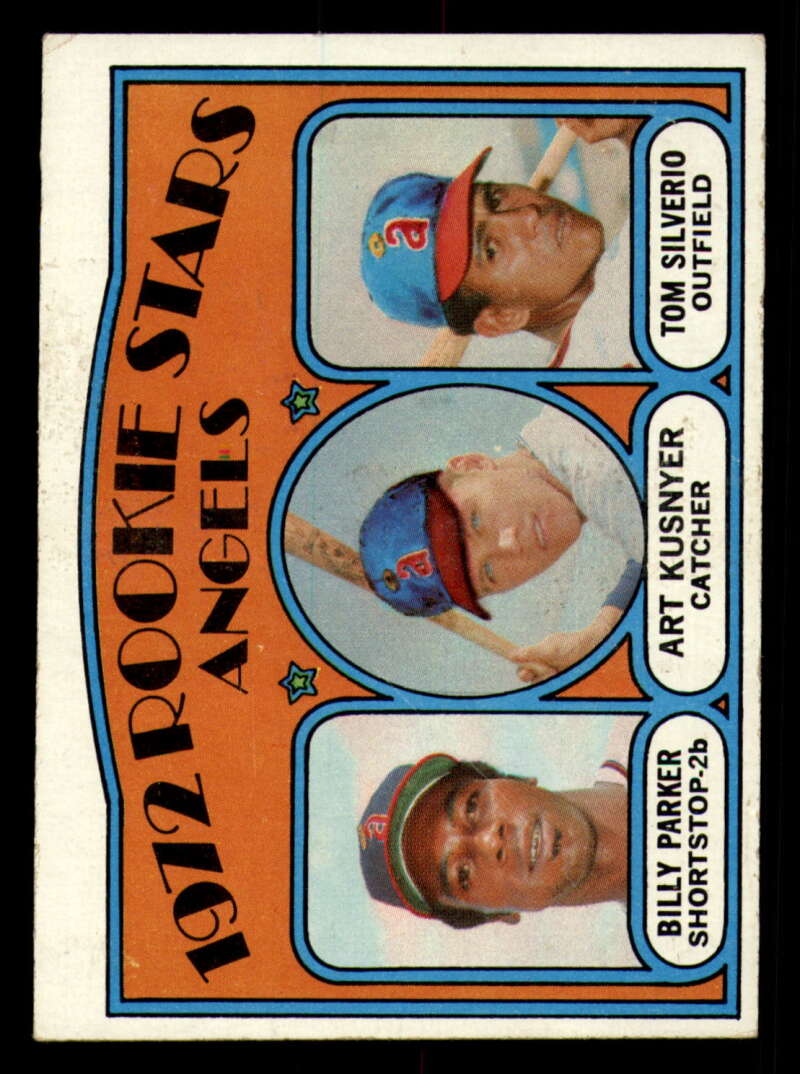 1972 ROOKIE STARS
ANGELS
a
a
a
BILLY PARKER
SHORTSTOP-2b
ART KUSNYER
CATCHER
TOM SILVERIO
OUTFIELD